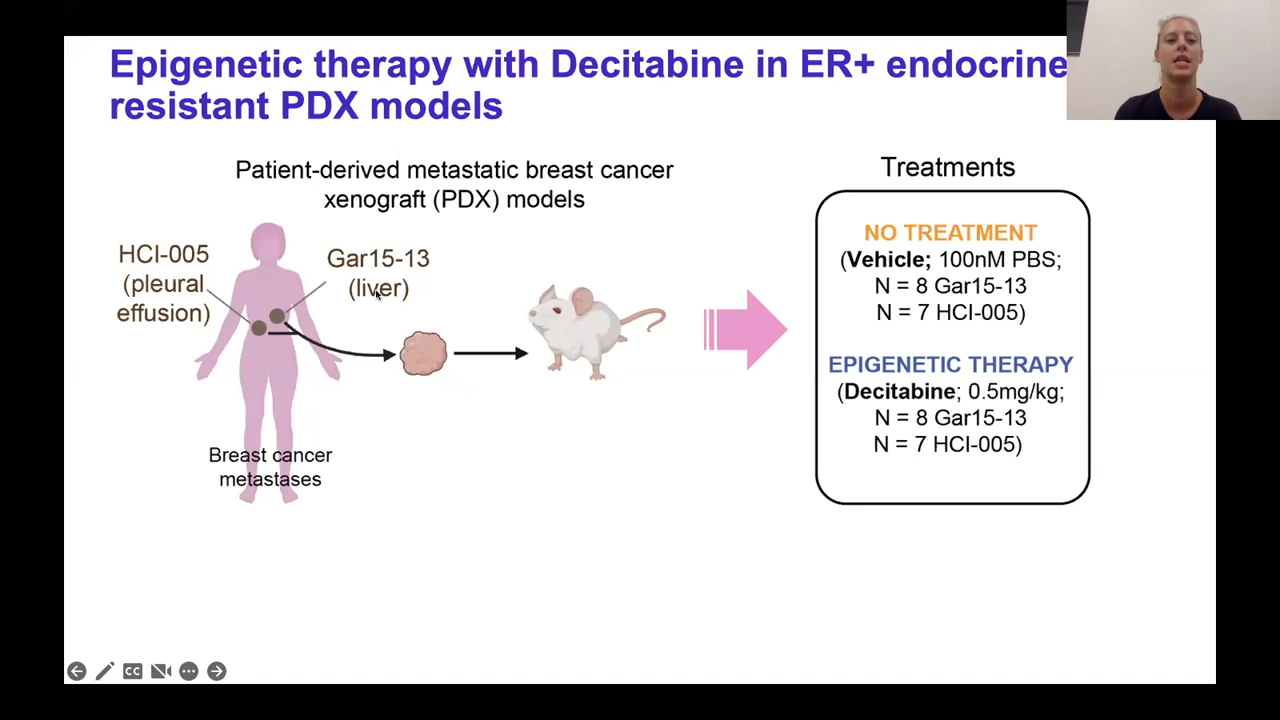 Epigenetic therapy with Decitabine in ER+ endocrine
resistant PDX models
Patient-derived metastatic breast cancer
xenograft (PDX) models
HCI-005
(pleural
effusion)
Gar15-13
(liver)
Breast cancer
metastases
Treatments
NO TREATMENT
(Vehicle; 100nM PBS;
N = 8 Gar15-13
N = 7 HCI-005)
EPIGENETIC THERAPY
(Decitabine; 0.5mg/kg;
N = 8 Gar15-13
N = 7 HCI-005)
CC